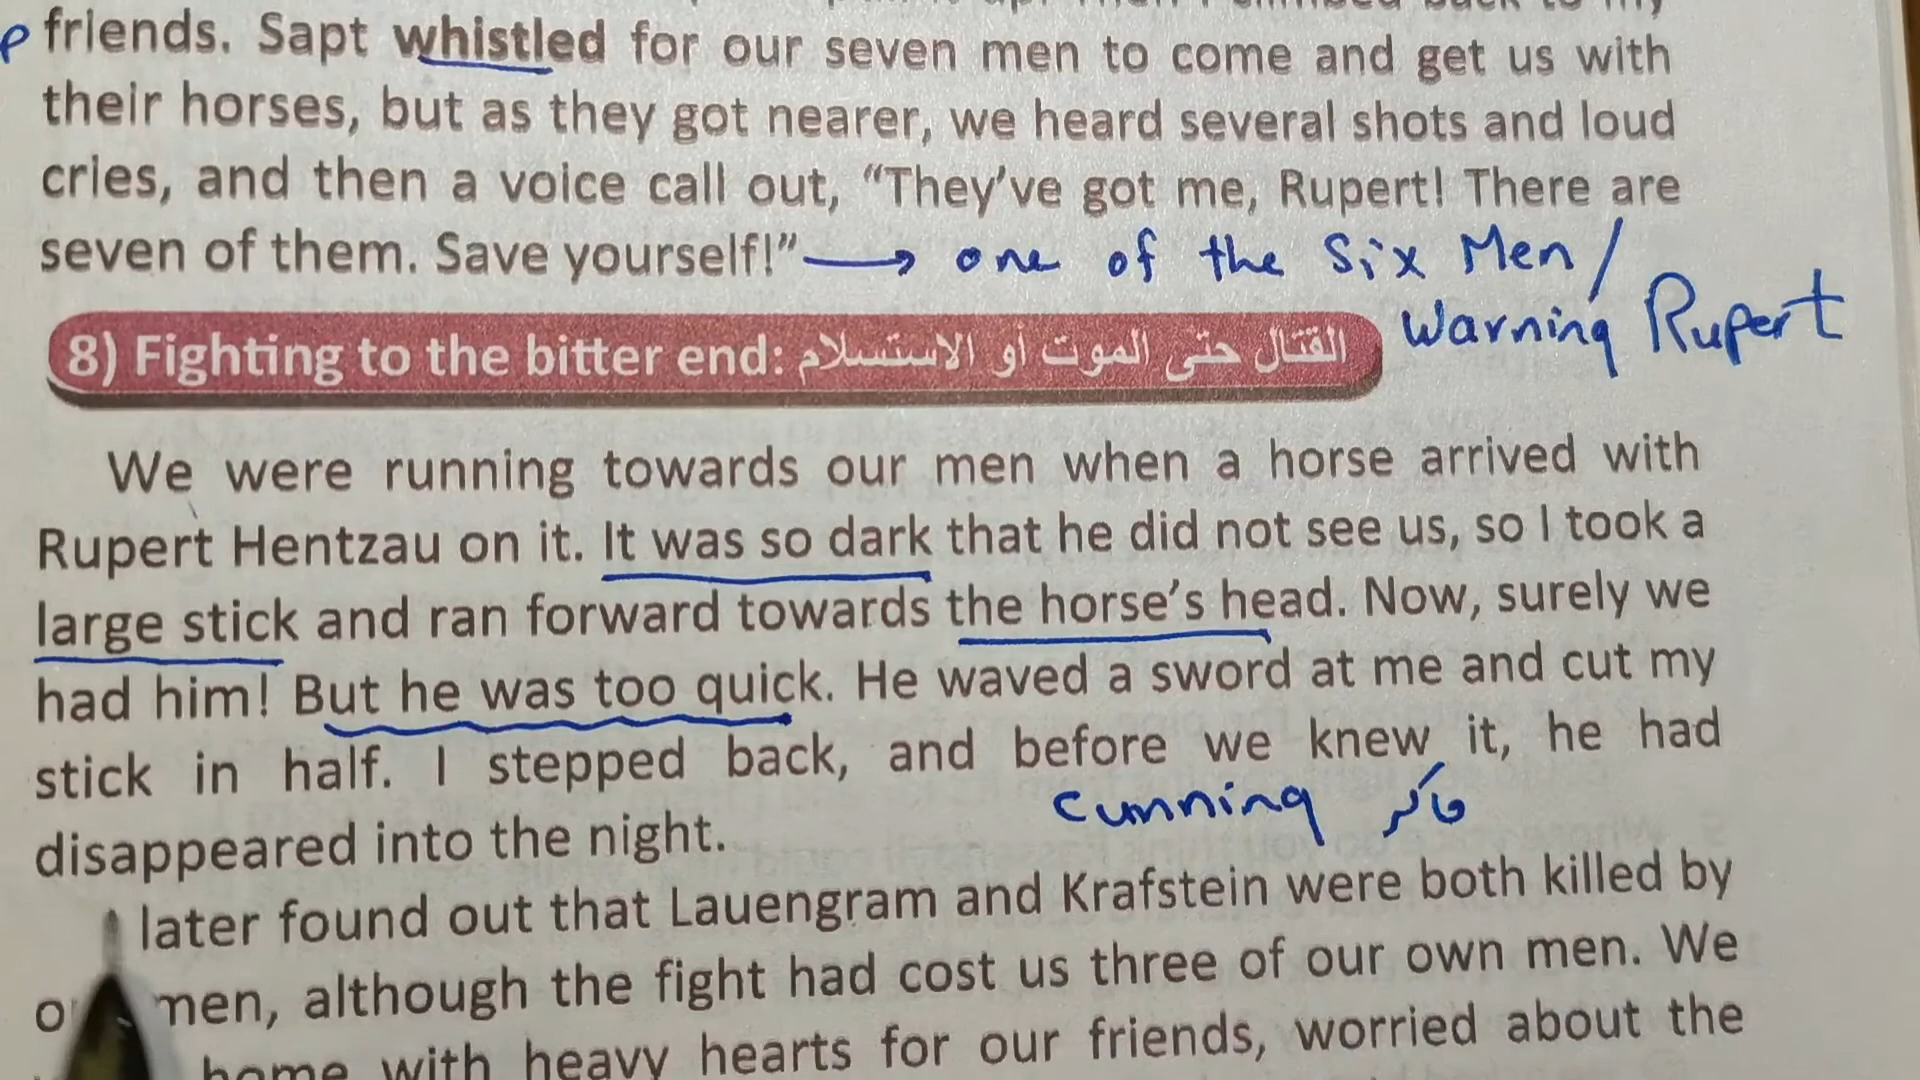 friends. Sapt whistled for our seven men to come and get us with
their horses, but as they got nearer, we heard several shots and loud
cries, and then a voice call out, “They’ve got me, Rupert! There are
seven of them. Save yourself!” → one of the Six Men /
Warning Rupert
8) Fighting to the bitter end: القتال حتى الموت أو الاستسلام
We were running towards our men when a horse arrived with
Rupert Hentzau on it. It was so dark that he did not see us, so I took a
large stick and ran forward towards the horse’s head. Now, surely we
had him! But he was too quick. He waved a sword at me and cut my
stick in half. I stepped back, and before we knew it, he had
cunning ماكر
disappeared into the night.
later found out that Lauengram and Krafstein were both killed by
men, although the fight had cost us three of our own men. We
home with heavy hearts for our friends, worried about the